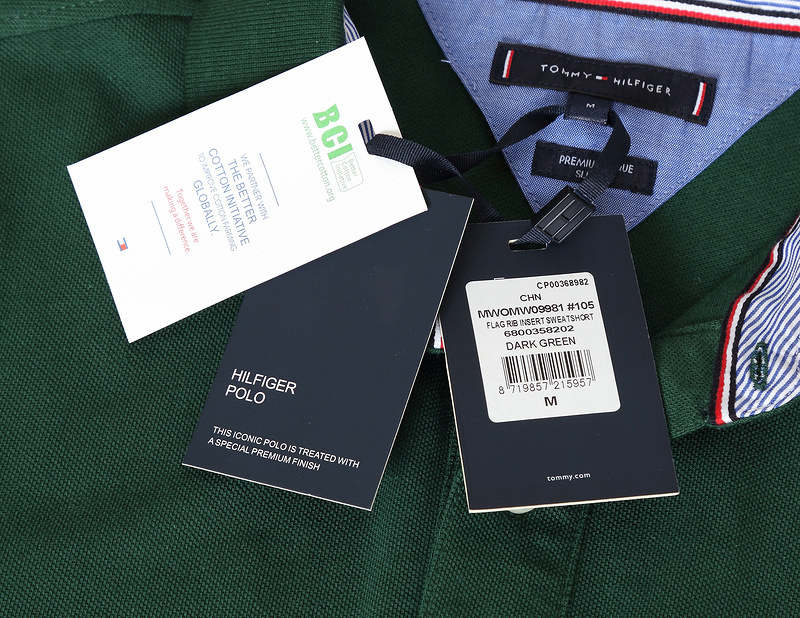 TOMMY HILFIGER
M
PREMIUM
BCI
Better
Cotton
Initiative
www.bettercotton.org
WE PARTNER WITH
THE BETTER
COTTON INITIATIVE
TO IMPROVE COTTON FARMING
GLOBALLY.
Together we are
making a difference
HILFIGER
POLO
THIS ICONIC POLO IS TREATED WITH
A SPECIAL PREMIUM FINISH
CP00368982
CHN
MWOMW09981 #105
FLAG RIB INSERT SWEATSHORT
6800358202
DARK GREEN
8 719857 215957
M
tommy.com